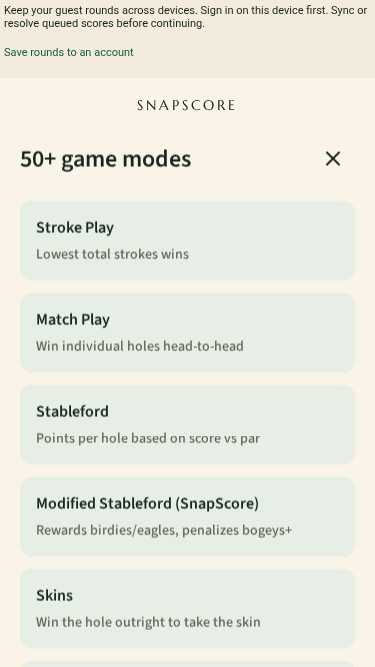 Keep your guest rounds across devices. Sign in on this device first. Sync or
resolve queued scores before continuing.
Save rounds to an account
SNAPSCORE
50+ game modes
Stroke Play
Lowest total strokes wins
Match Play
Win individual holes head-to-head
Stableford
Points per hole based on score vs par
Modified Stableford (SnapScore)
Rewards birdies/eagles, penalizes bogeys+
Skins
Win the hole outright to take the skin